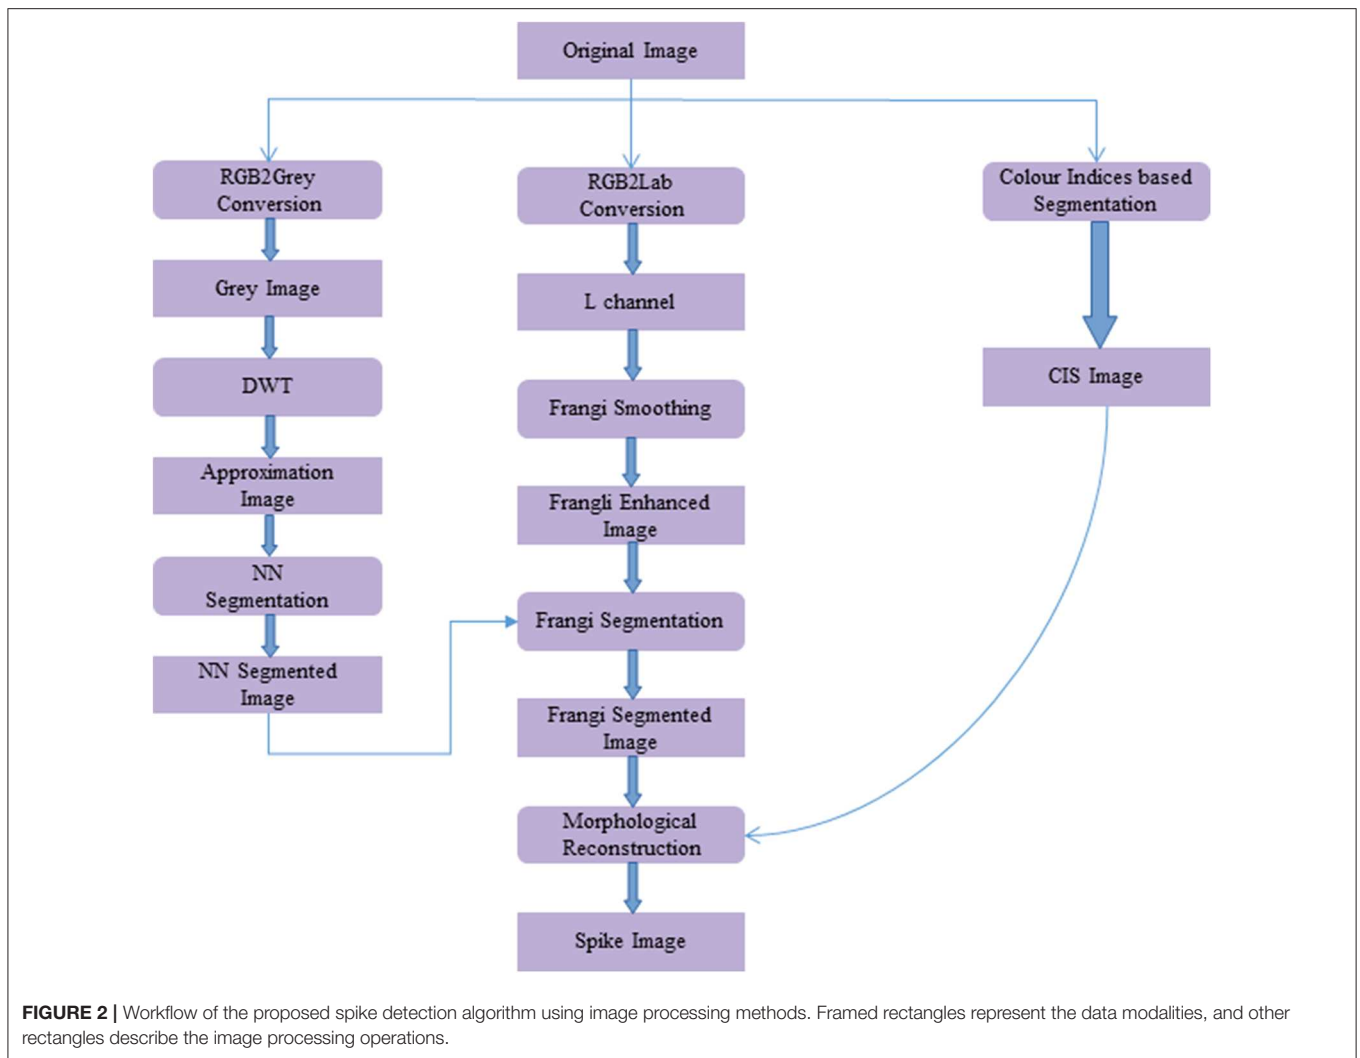 Original Image
RGB2Grey
Conversion
Grey Image
DWT
Approximation
Image
NN
Segmentation
NN Segmented
Image
RGB2Lab
Conversion
L channel
Frangi Smoothing
Frangli Enhanced
Image
Frangi Segmentation
Frangi Segmented
Image
Morphological
Reconstruction
Spike Image
Colour Indices based
Segmentation
CIS Image
FIGURE 2 | Workflow of the proposed spike detection algorithm using image processing methods. Framed rectangles represent the data modalities, and other
rectangles describe the image processing operations.